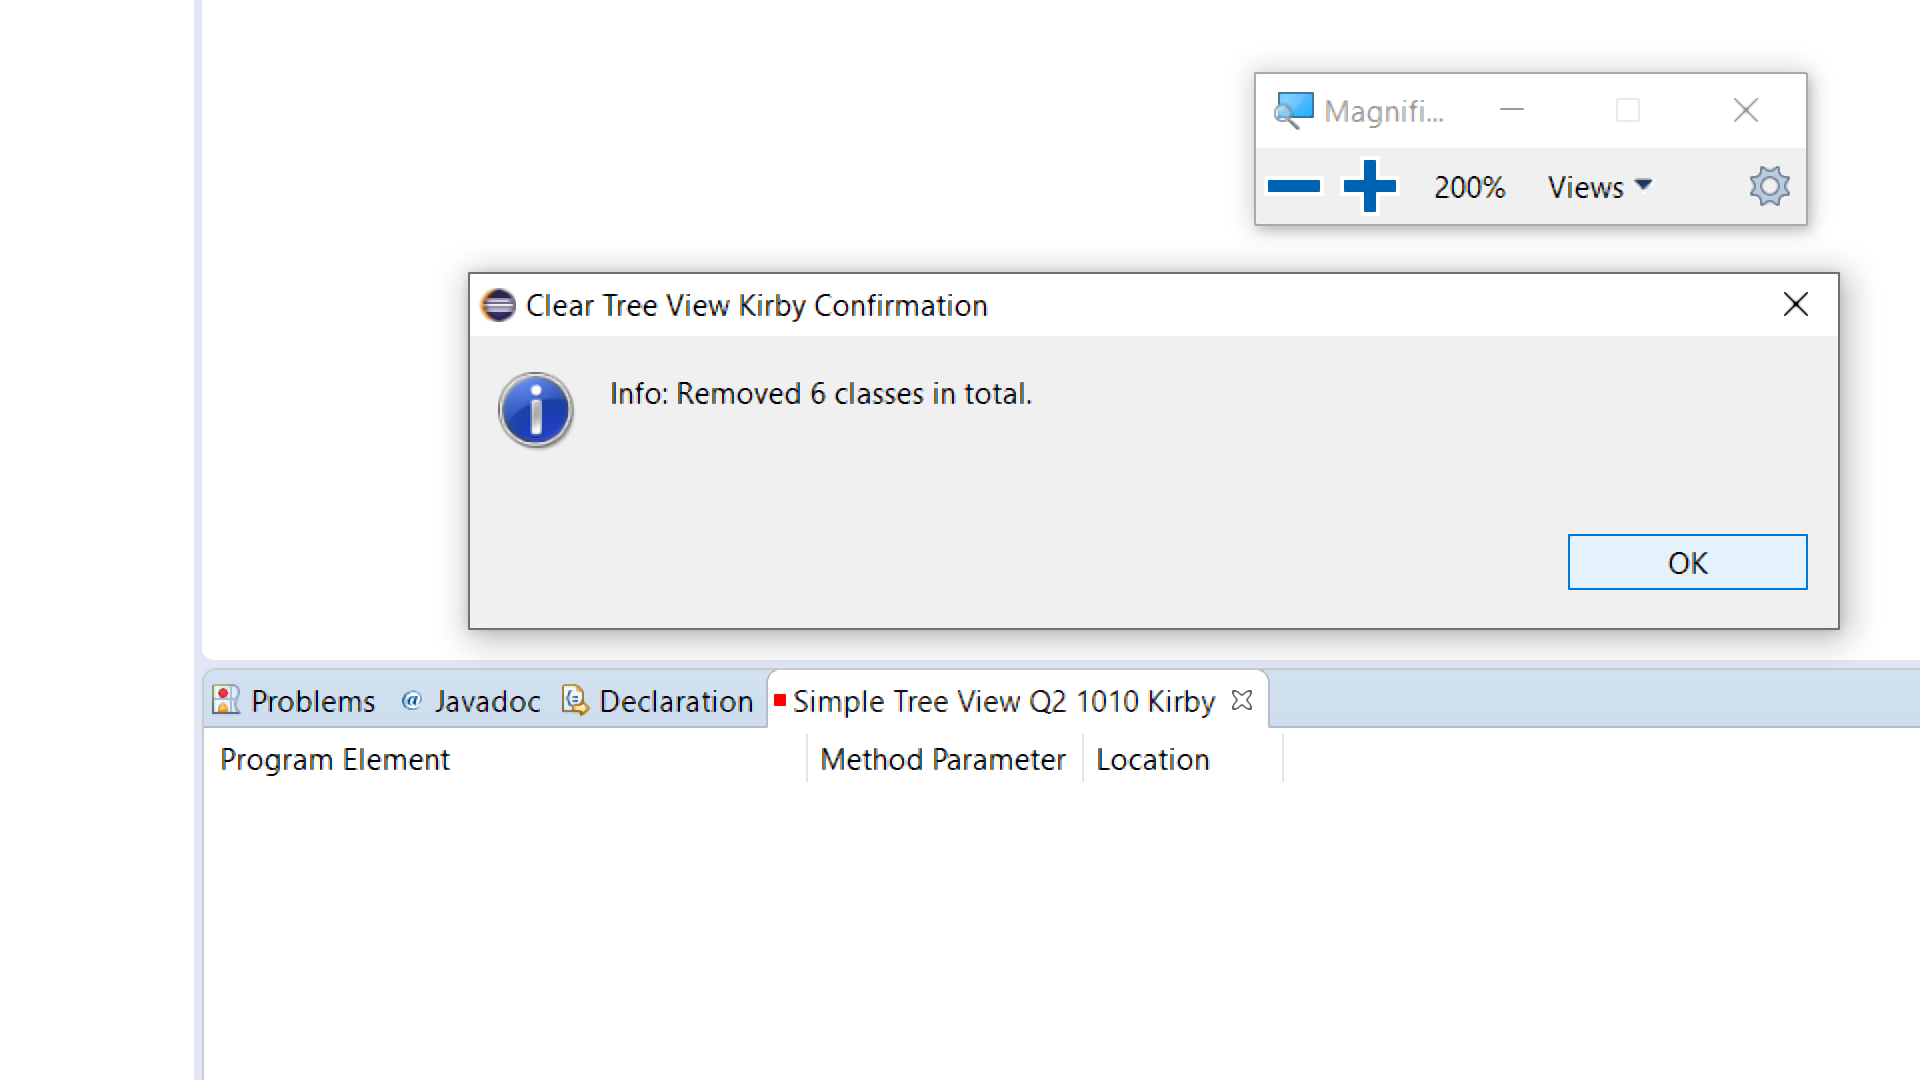 Magnifi...
200% Views
Clear Tree View Kirby Confirmation
Info: Removed 6 classes in total.
OK
Problems @ Javadoc Declaration Simple Tree View Q2 1010 Kirby
Program Element Method Parameter Location